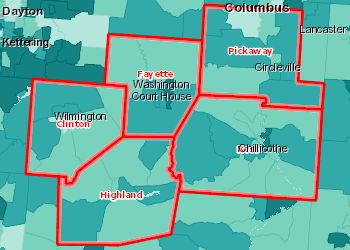 Dayton
Columbus
Kettering
Lancaster
Pickaway
Circleville
Fayette
Washington
Court House
Wilmington
Clinton
Chillicothe
Highland